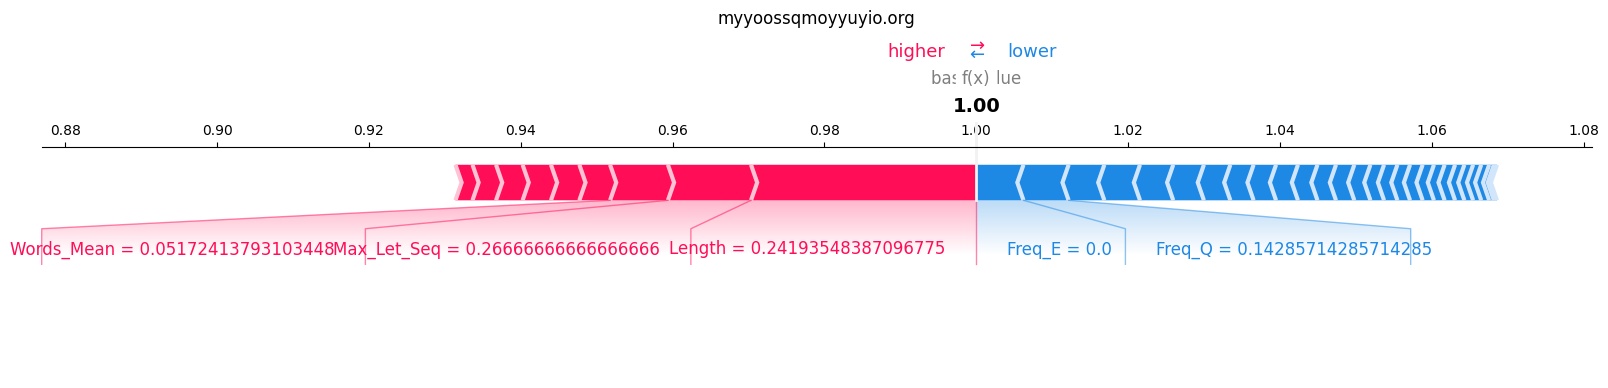 myyoossqmoyyuyio.org
higher ⇄ lower
f(x)
1.00
0.88 0.90 0.92 0.94 0.96 0.98 1.00 1.02 1.04 1.06 1.08
Words_Mean = 0.05172413793103448 Max_Let_Seq = 0.26666666666666666 Length = 0.24193548387096775 Freq_E = 0.0 Freq_Q = 0.14285714285714285